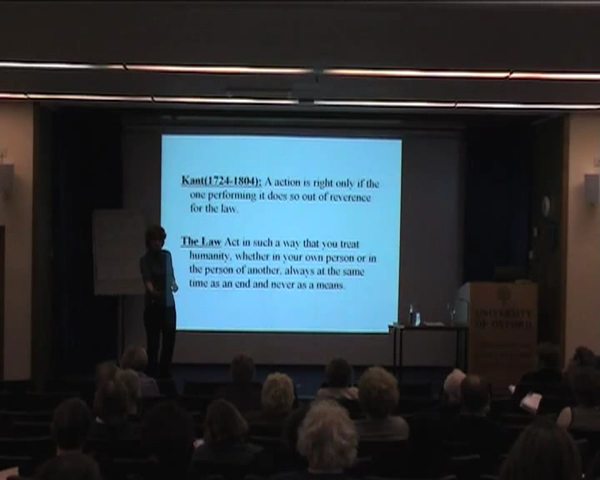 Kant(1724-1804): A action is right only if the
one performing it does so out of reverence
for the law.
The Law Act in such a way that you treat
humanity, whether in your own person or in
the person of another, always at the same
time as an end and never as a means.
UNIVERSITY
OF OXFORD